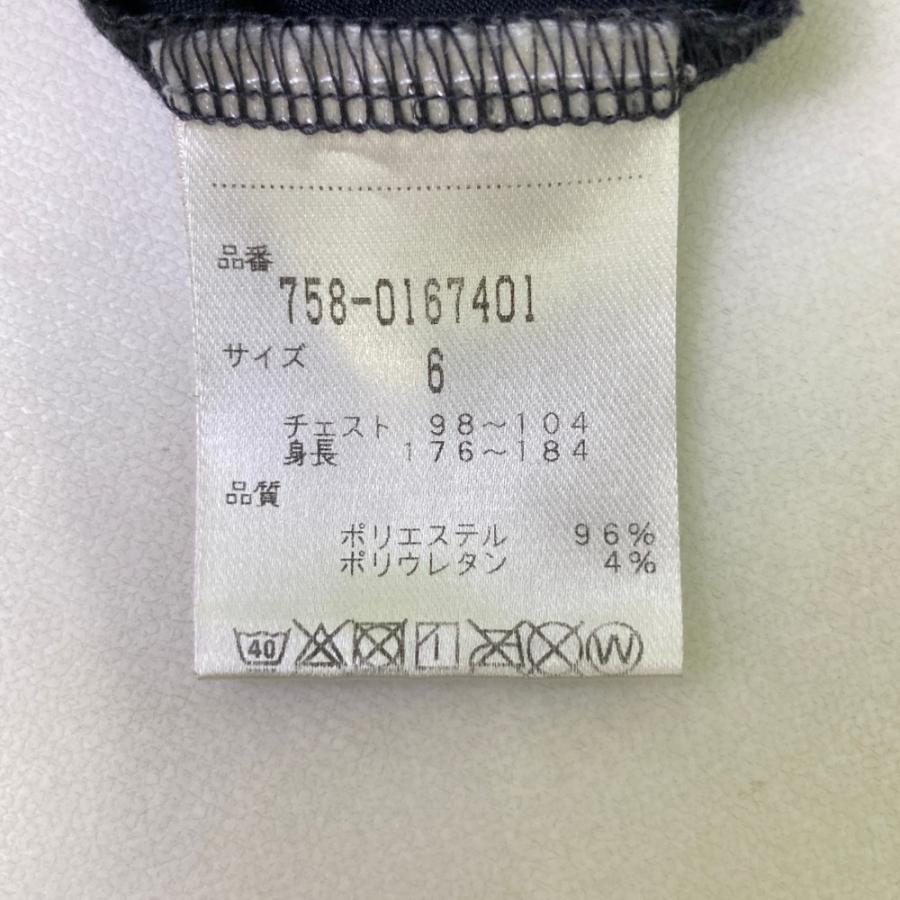 品番
758-0167401
サイズ 6
チェスト 98～104
身長 176～184
品質
ポリエステル 96%
ポリウレタン 4%
40 W